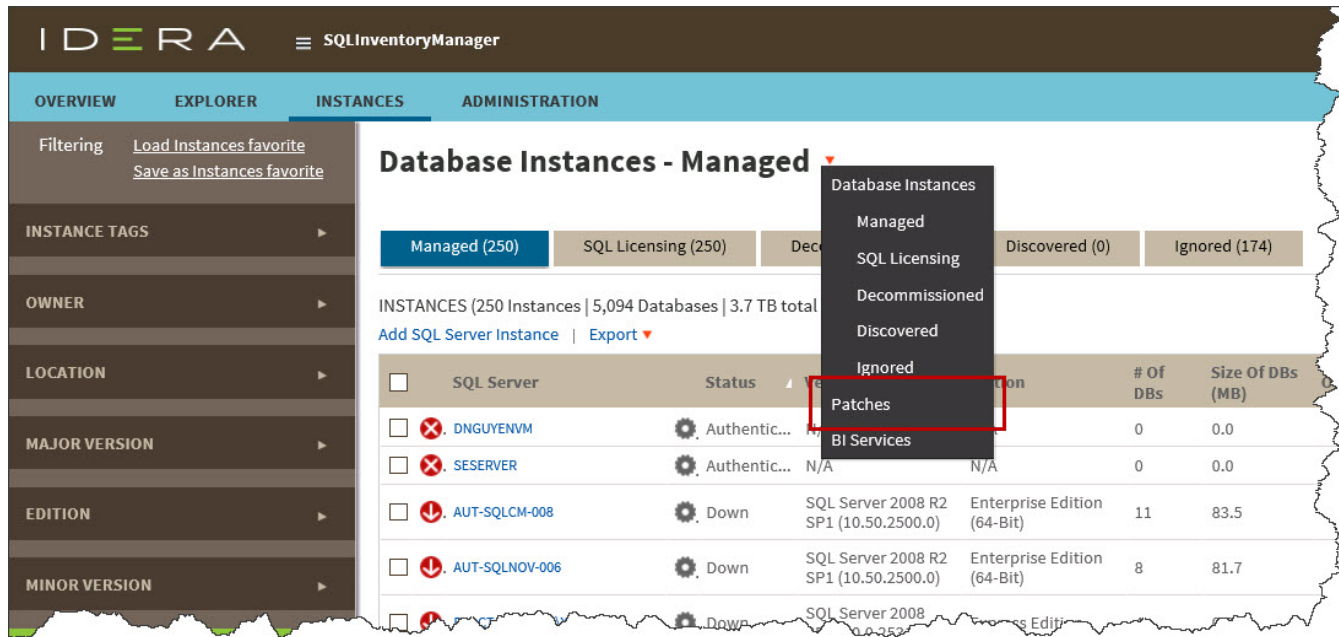 IDERA
SQLInventoryManager
OVERVIEW EXPLORER INSTANCES ADMINISTRATION
Filtering
Load Instances favorite
Save as Instances favorite
INSTANCE TAGS
OWNER
LOCATION
MAJOR VERSION
EDITION
MINOR VERSION
Database Instances - Managed
Database Instances
Managed
SQL Licensing
Decommissioned
Discovered
Ignored
Patches
BI Services
Managed (250) SQL Licensing (250) Discovered (0) Ignored (174)
INSTANCES (250 Instances | 5,094 Databases | 3.7 TB total
Add SQL Server Instance | Export
SQL Server Status # Of DBs Size Of DBs (MB)
DNGUYENVM Authentic... 0 0.0
SESERVER Authentic... N/A N/A 0 0.0
AUT-SQLCM-008 Down SQL Server 2008 R2 SP1 (10.50.2500.0) Enterprise Edition (64-Bit) 11 83.5
AUT-SQLNOV-006 Down SQL Server 2008 R2 SP1 (10.50.2500.0) Enterprise Edition (64-Bit) 8 81.7
Down SQL Server 2008